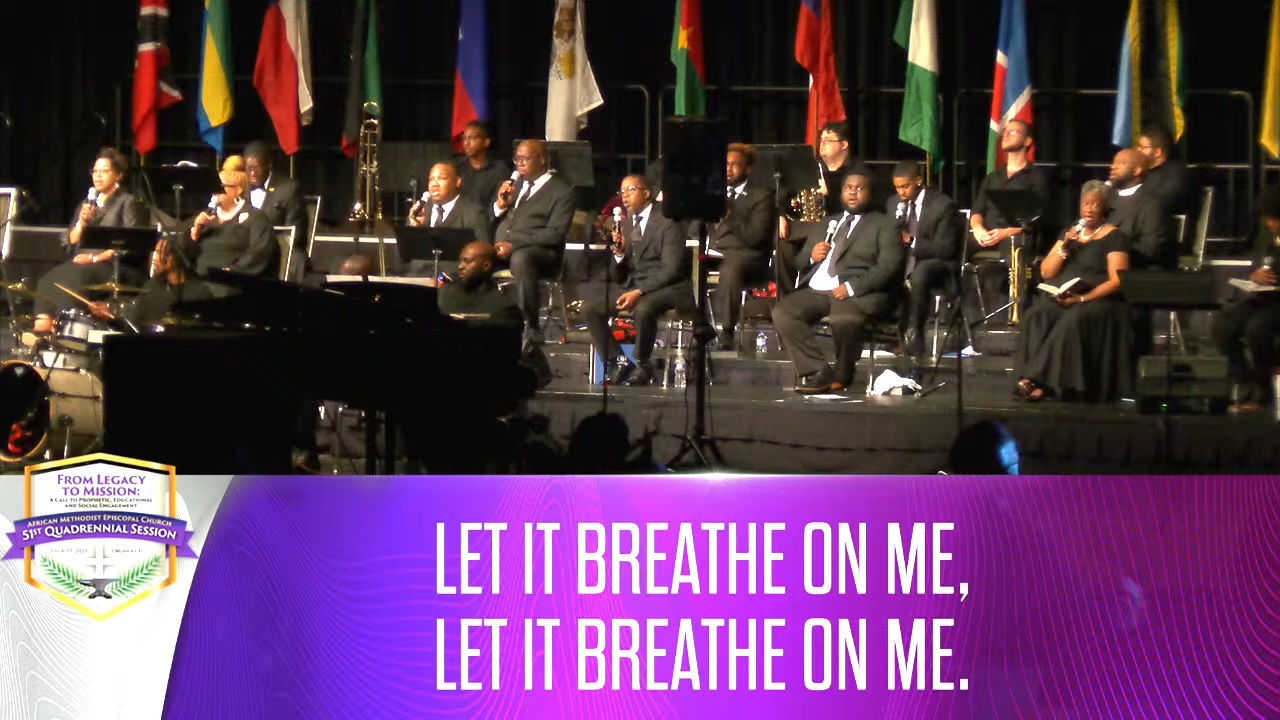 FROM LEGACY
TO MISSION:
A CALL TO PROPHETIC, EDUCATIONAL
AND SOCIAL ENGAGEMENT
AFRICAN METHODIST EPISCOPAL CHURCH
51ST QUADRENNIAL SESSION
LET IT BREATHE ON ME,
LET IT BREATHE ON ME.